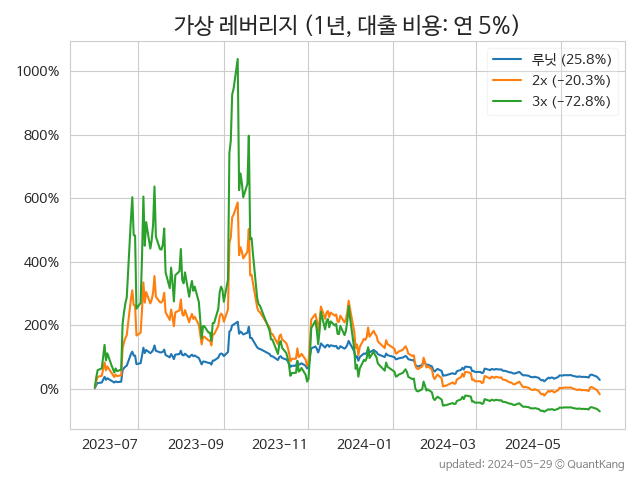 가상 레버리지 (1년, 대출 비용: 연 5%)
루닛 (25.8%)
2x (−20.3%)
3x (−72.8%)
1000%
800%
600%
400%
200%
0%
2023-07
2023-09
2023-11
2024-01
2024-03
2024-05
updated: 2024-05-29 © QuantKang